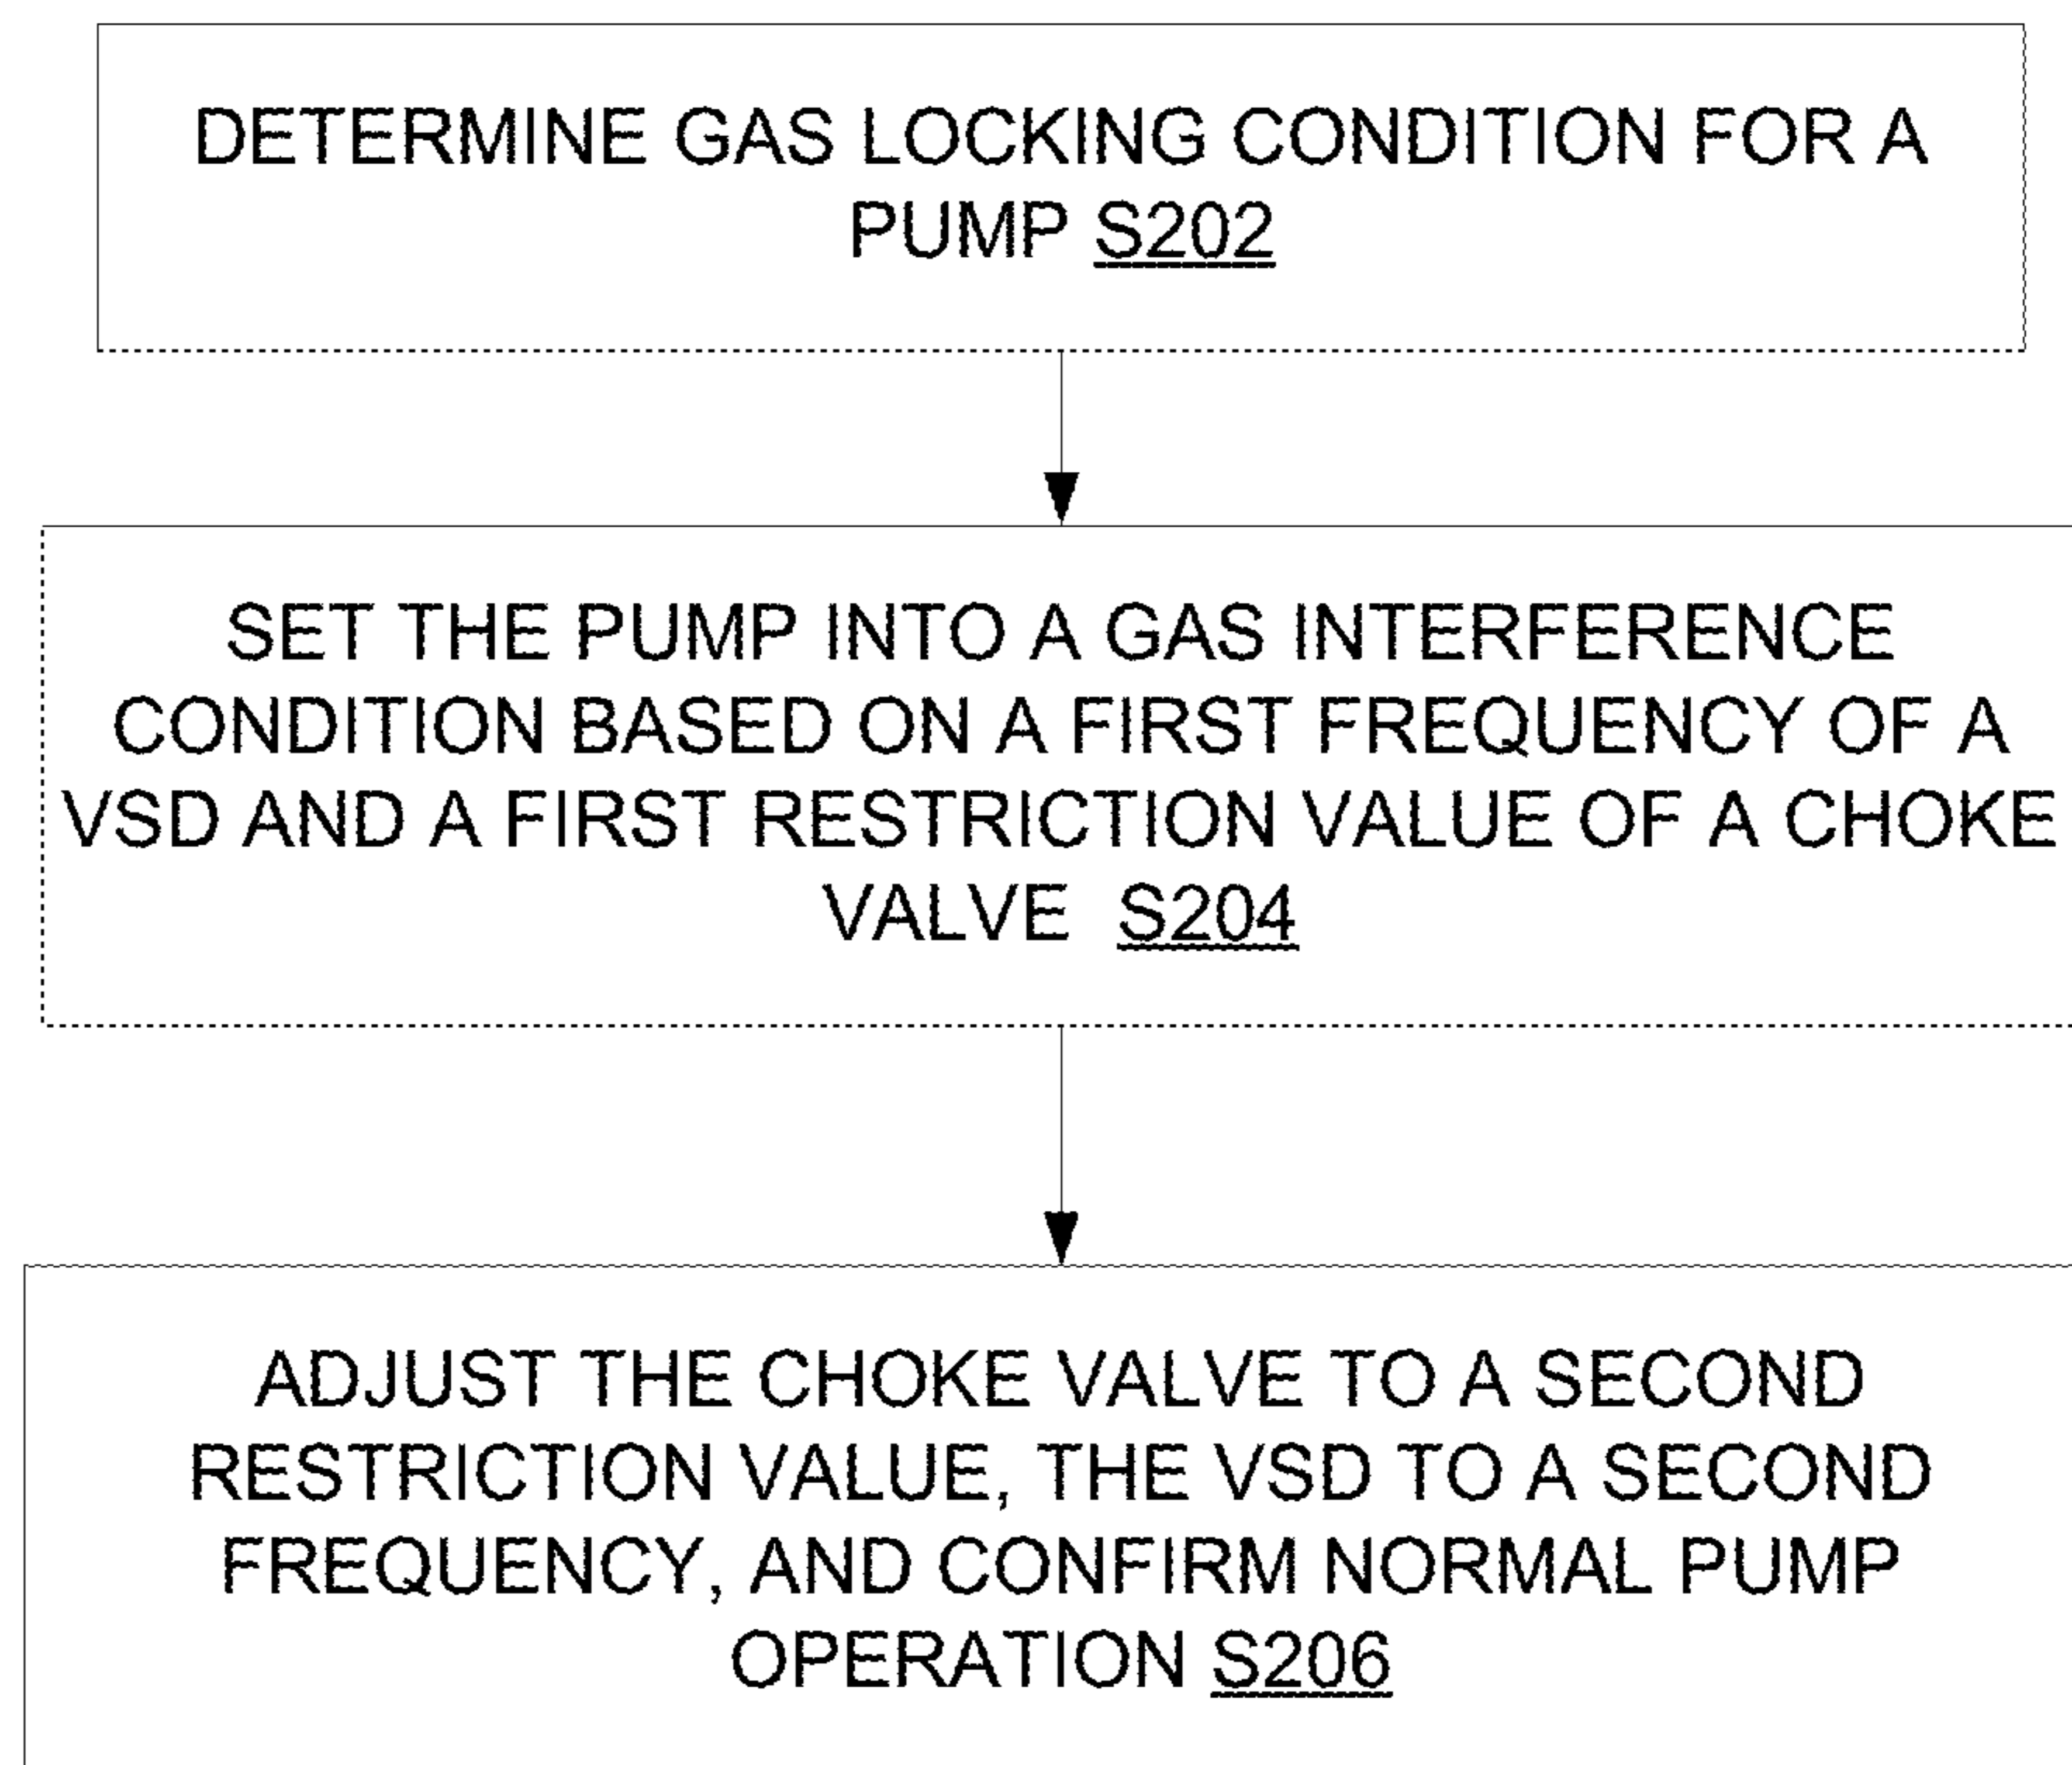 DETERMINE GAS LOCKING CONDITION FOR A
PUMP S202
SET THE PUMP INTO A GAS INTERFERENCE
CONDITION BASED ON A FIRST FREQUENCY OF A
VSD AND A FIRST RESTRICTION VALUE OF A CHOKE
VALVE S204
ADJUST THE CHOKE VALVE TO A SECOND
RESTRICTION VALUE, THE VSD TO A SECOND
FREQUENCY, AND CONFIRM NORMAL PUMP
OPERATION S206